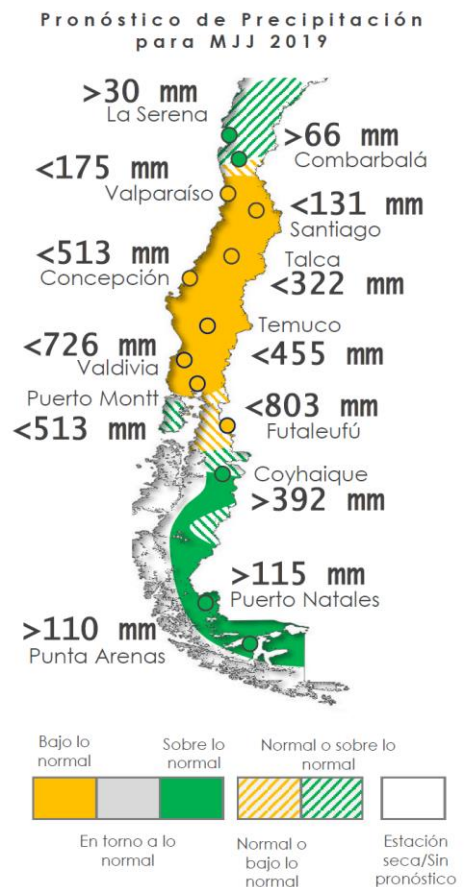 Pronóstico de Precipitación
para MJJ 2019
>30 mm
La Serena
>66 mm
Combarbalá
<175 mm
Valparaíso
<131 mm
Santiago
<513 mm
Concepción
Talca
<322 mm
<726 mm
Valdivia
Temuco
<455 mm
Puerto Montt
<513 mm
<803 mm
Futaleufú
Coyhaique
>392 mm
>115 mm
Puerto Natales
>110 mm
Punta Arenas
Bajo lo
normal
Sobre lo
normal
Normal o sobre lo
normal
En torno a lo
normal
Normal o
bajo lo
normal
Estación
seca/Sin
pronóstico